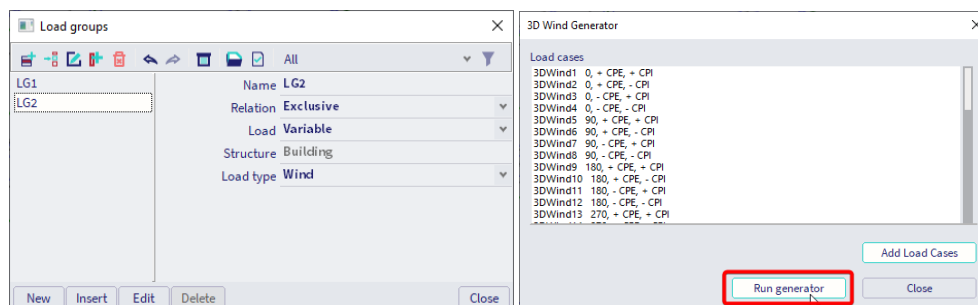 Load groups
All
LG1
LG2
Name LG2
Relation Exclusive
Load Variable
Structure Building
Load type Wind
New Insert Edit Delete Close
3D Wind Generator
Load cases
3DWind1 0, + CPE, + CPI
3DWind2 0, + CPE, - CPI
3DWind3 0, - CPE, + CPI
3DWind4 0, - CPE, - CPI
3DWind5 90, + CPE, + CPI
3DWind6 90, + CPE, - CPI
3DWind7 90, - CPE, + CPI
3DWind8 90, - CPE, - CPI
3DWind9 180, + CPE, + CPI
3DWind10 180, + CPE, - CPI
3DWind11 180, - CPE, + CPI
3DWind12 180, - CPE, - CPI
3DWind13 270, + CPE, + CPI
Add Load Cases
Run generator Close